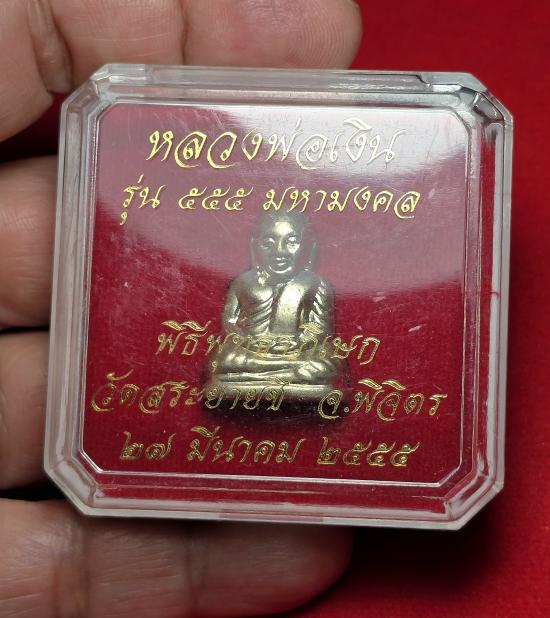 หลวงพ่อเงิน
รุ่น ๕๕๕ มหามงคล
พิธีพุทธาภิเษก
วัดสระยายชี จ.พิจิตร
๒๗ มีนาคม ๒๕๕๕